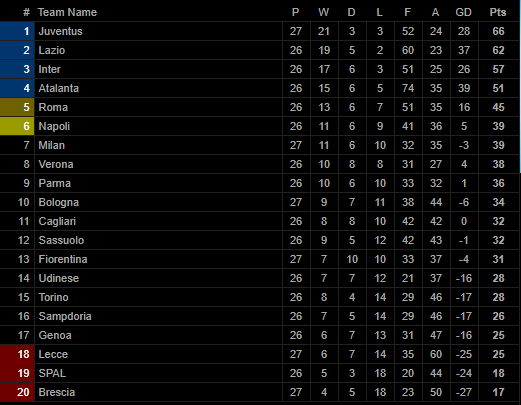 # Team Name P W D L F A GD Pts
1 Juventus 27 21 3 3 52 24 28 66
2 Lazio 26 19 5 2 60 23 37 62
3 Inter 26 17 6 3 51 25 26 57
4 Atalanta 26 15 6 5 74 35 39 51
5 Roma 26 13 6 7 51 35 16 45
6 Napoli 26 11 6 9 41 36 5 39
7 Milan 27 11 6 10 32 35 -3 39
8 Verona 26 10 8 8 31 27 4 38
9 Parma 26 10 6 10 33 32 1 36
10 Bologna 27 9 7 11 38 44 -6 34
11 Cagliari 26 8 8 10 42 42 0 32
12 Sassuolo 26 9 5 12 42 43 -1 32
13 Fiorentina 27 7 10 10 33 37 -4 31
14 Udinese 26 7 7 12 21 37 -16 28
15 Torino 26 8 4 14 29 46 -17 28
16 Sampdoria 26 7 5 14 29 46 -17 26
17 Genoa 26 6 7 13 31 47 -16 25
18 Lecce 27 6 7 14 35 60 -25 25
19 SPAL 26 5 3 18 20 44 -24 18
20 Brescia 27 4 5 18 23 50 -27 17